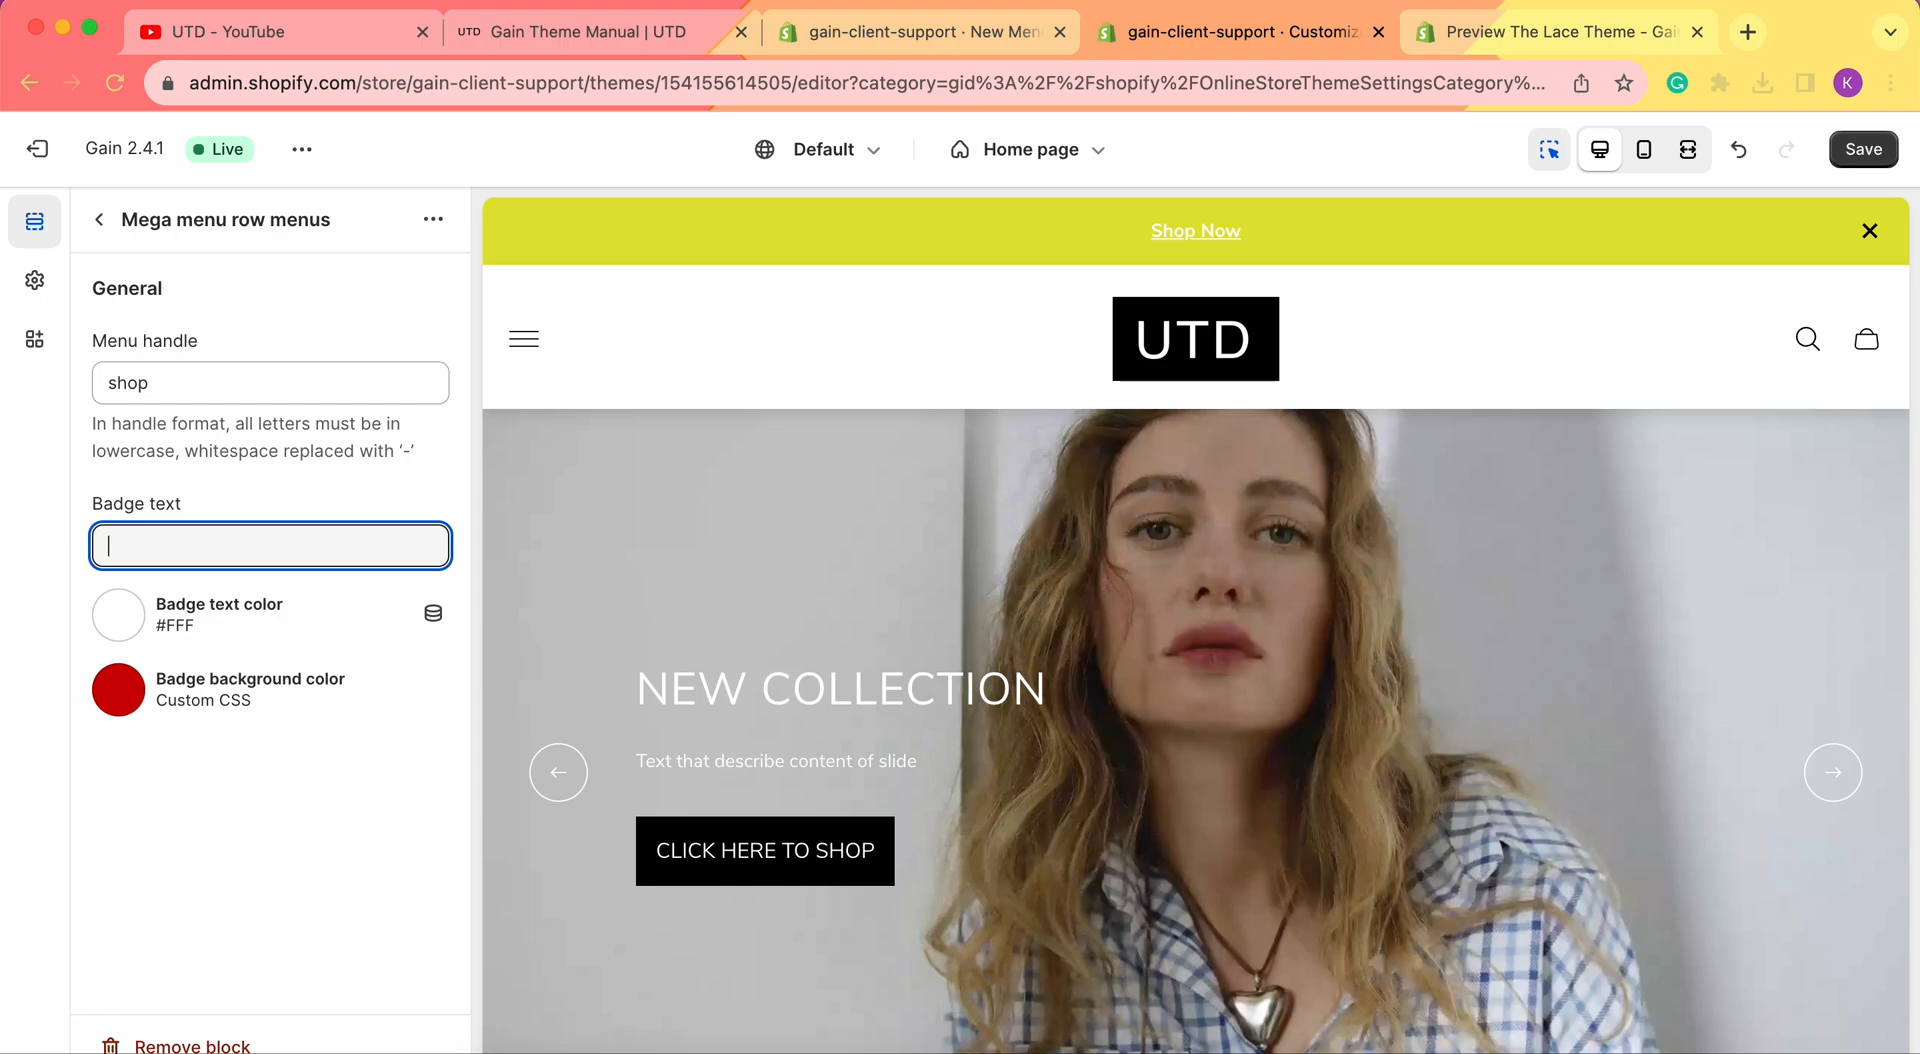 UTD - YouTube
UTD Gain Theme Manual | UTD
gain-client-support · New Men
gain-client-support · Customiz
Preview The Lace Theme - Gai
admin.shopify.com/store/gain-client-support/themes/154155614505/editor?category=gid%3A%2F%2Fshopify%2FOnlineStoreThemeSettingsCategory%...
K
Gain 2.4.1
Live
Default
Home page
Save
Mega menu row menus
General
Menu handle
shop
In handle format, all letters must be in
lowercase, whitespace replaced with ‘-’
Badge text
Badge text color
#FFF
Badge background color
Custom CSS
Remove block
Shop Now
UTD
NEW COLLECTION
Text that describe content of slide
CLICK HERE TO SHOP